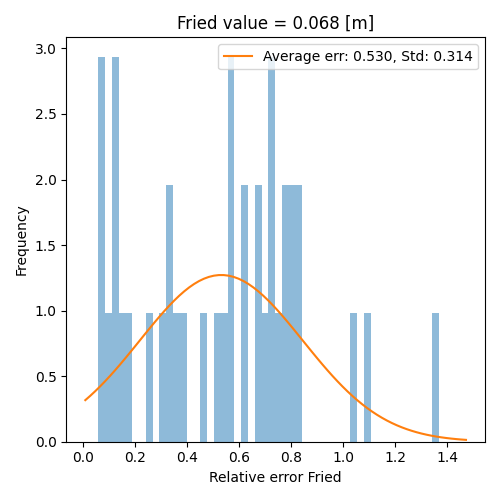 Fried value = 0.068 [m]
Average err: 0.530, Std: 0.314
3.0
2.5
2.0
1.5
1.0
0.5
0.0
Frequency
0.0 0.2 0.4 0.6 0.8 1.0 1.2 1.4
Relative error Fried